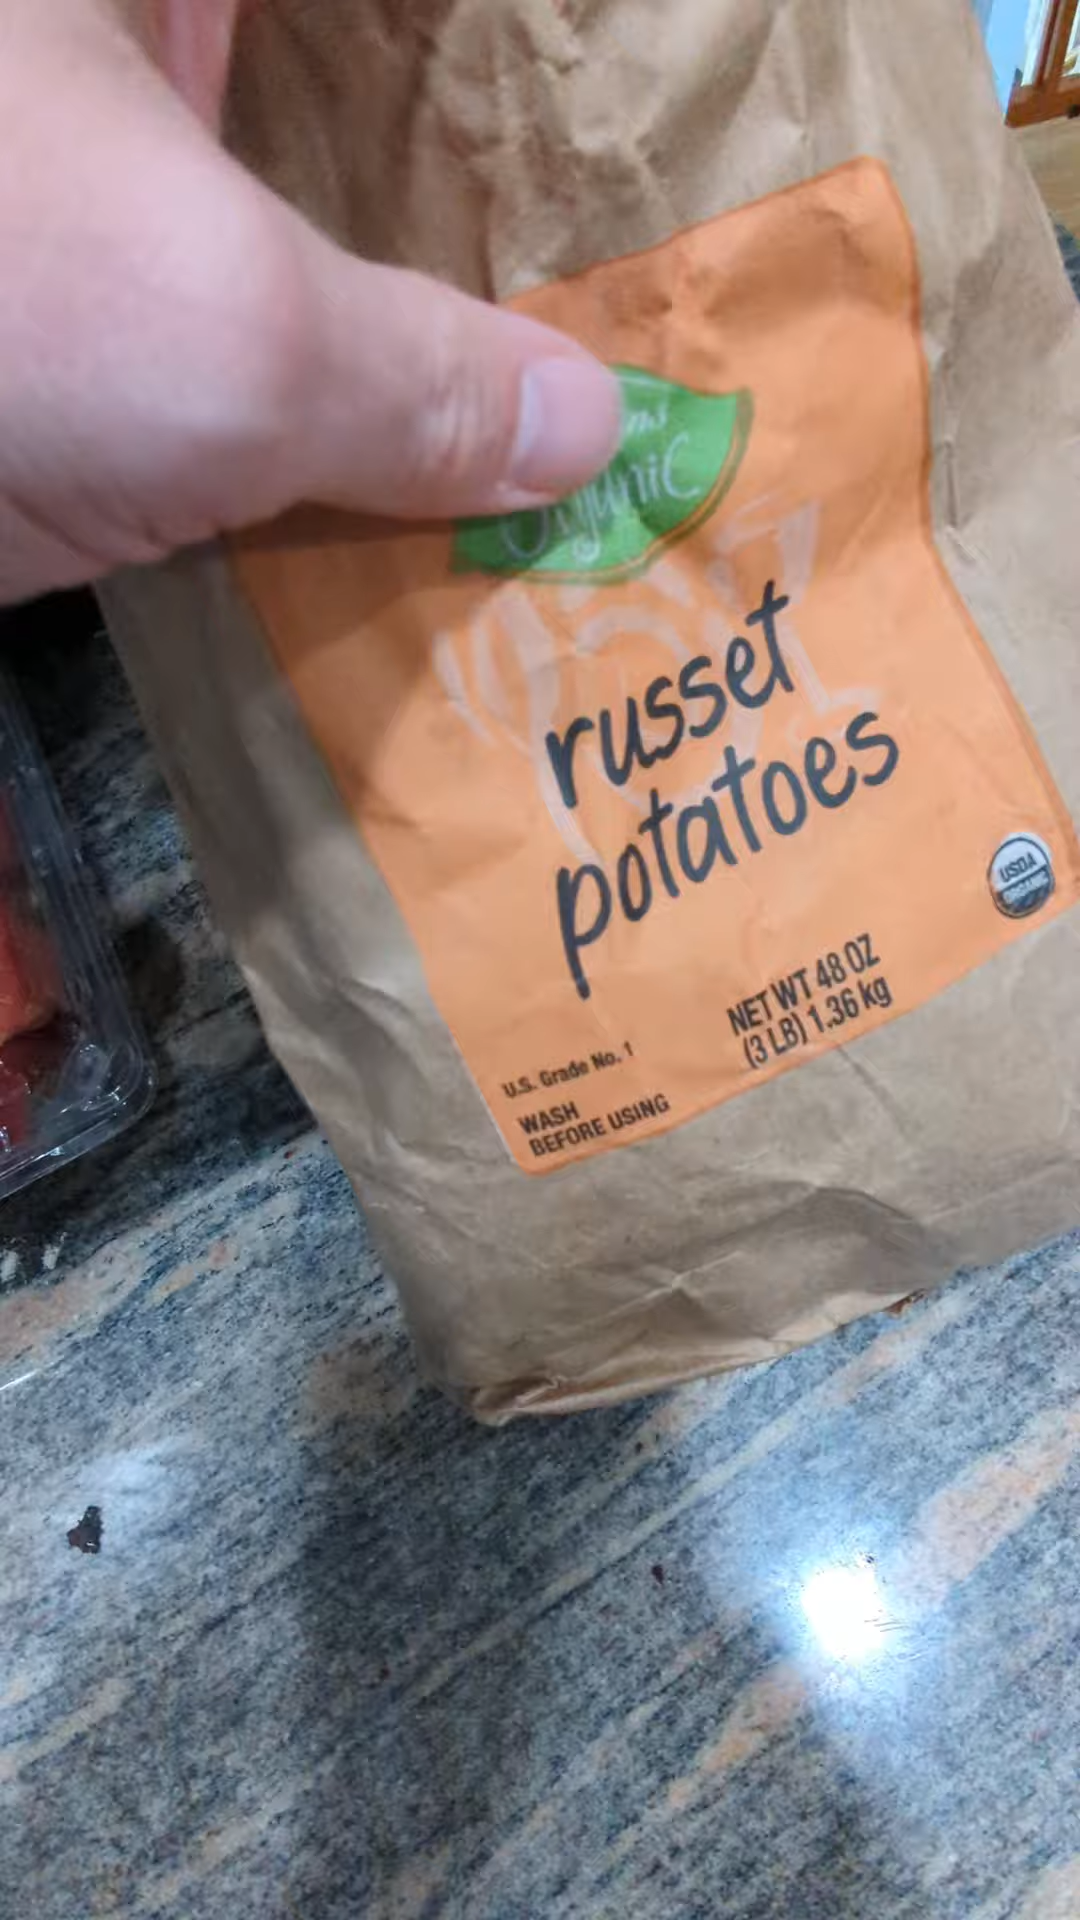 Organic
russet
potatoes
USDA
ORGANIC
NET WT 48 OZ
(3 LB) 1.36 kg
U.S. Grade No. 1
WASH
BEFORE USING